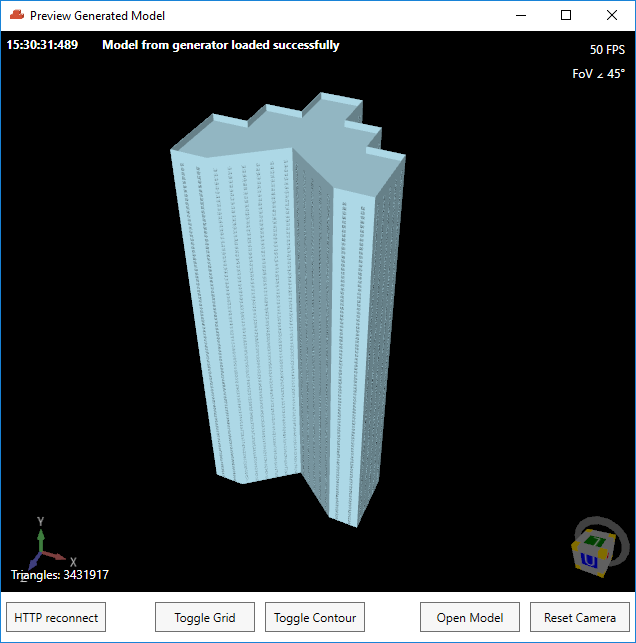 Preview Generated Model
15:30:31:489 Model from generator loaded successfully
50 FPS
FoV ∠ 45°
Y
X
Z
Triangles: 3431917
U
HTTP reconnect
Toggle Grid
Toggle Contour
Open Model
Reset Camera